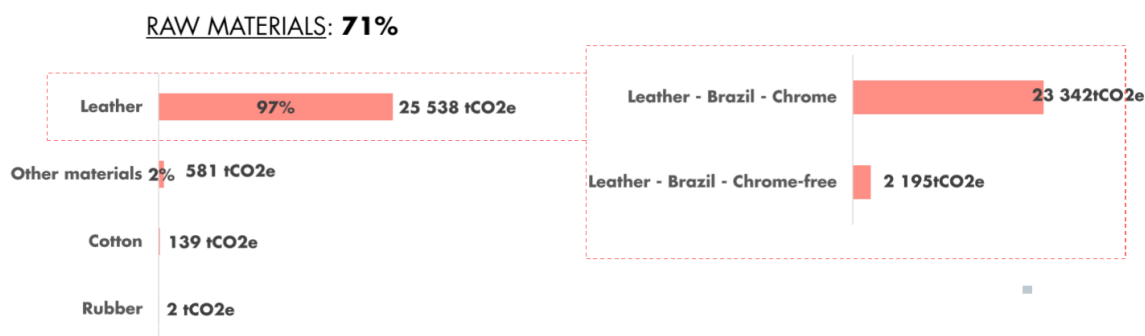 RAW MATERIALS: 71%
Leather 97% 25 538 tCO2e
Other materials 2% 581 tCO2e
Cotton 139 tCO2e
Rubber 2 tCO2e
Leather - Brazil - Chrome 23 342tCO2e
Leather - Brazil - Chrome-free 2 195tCO2e